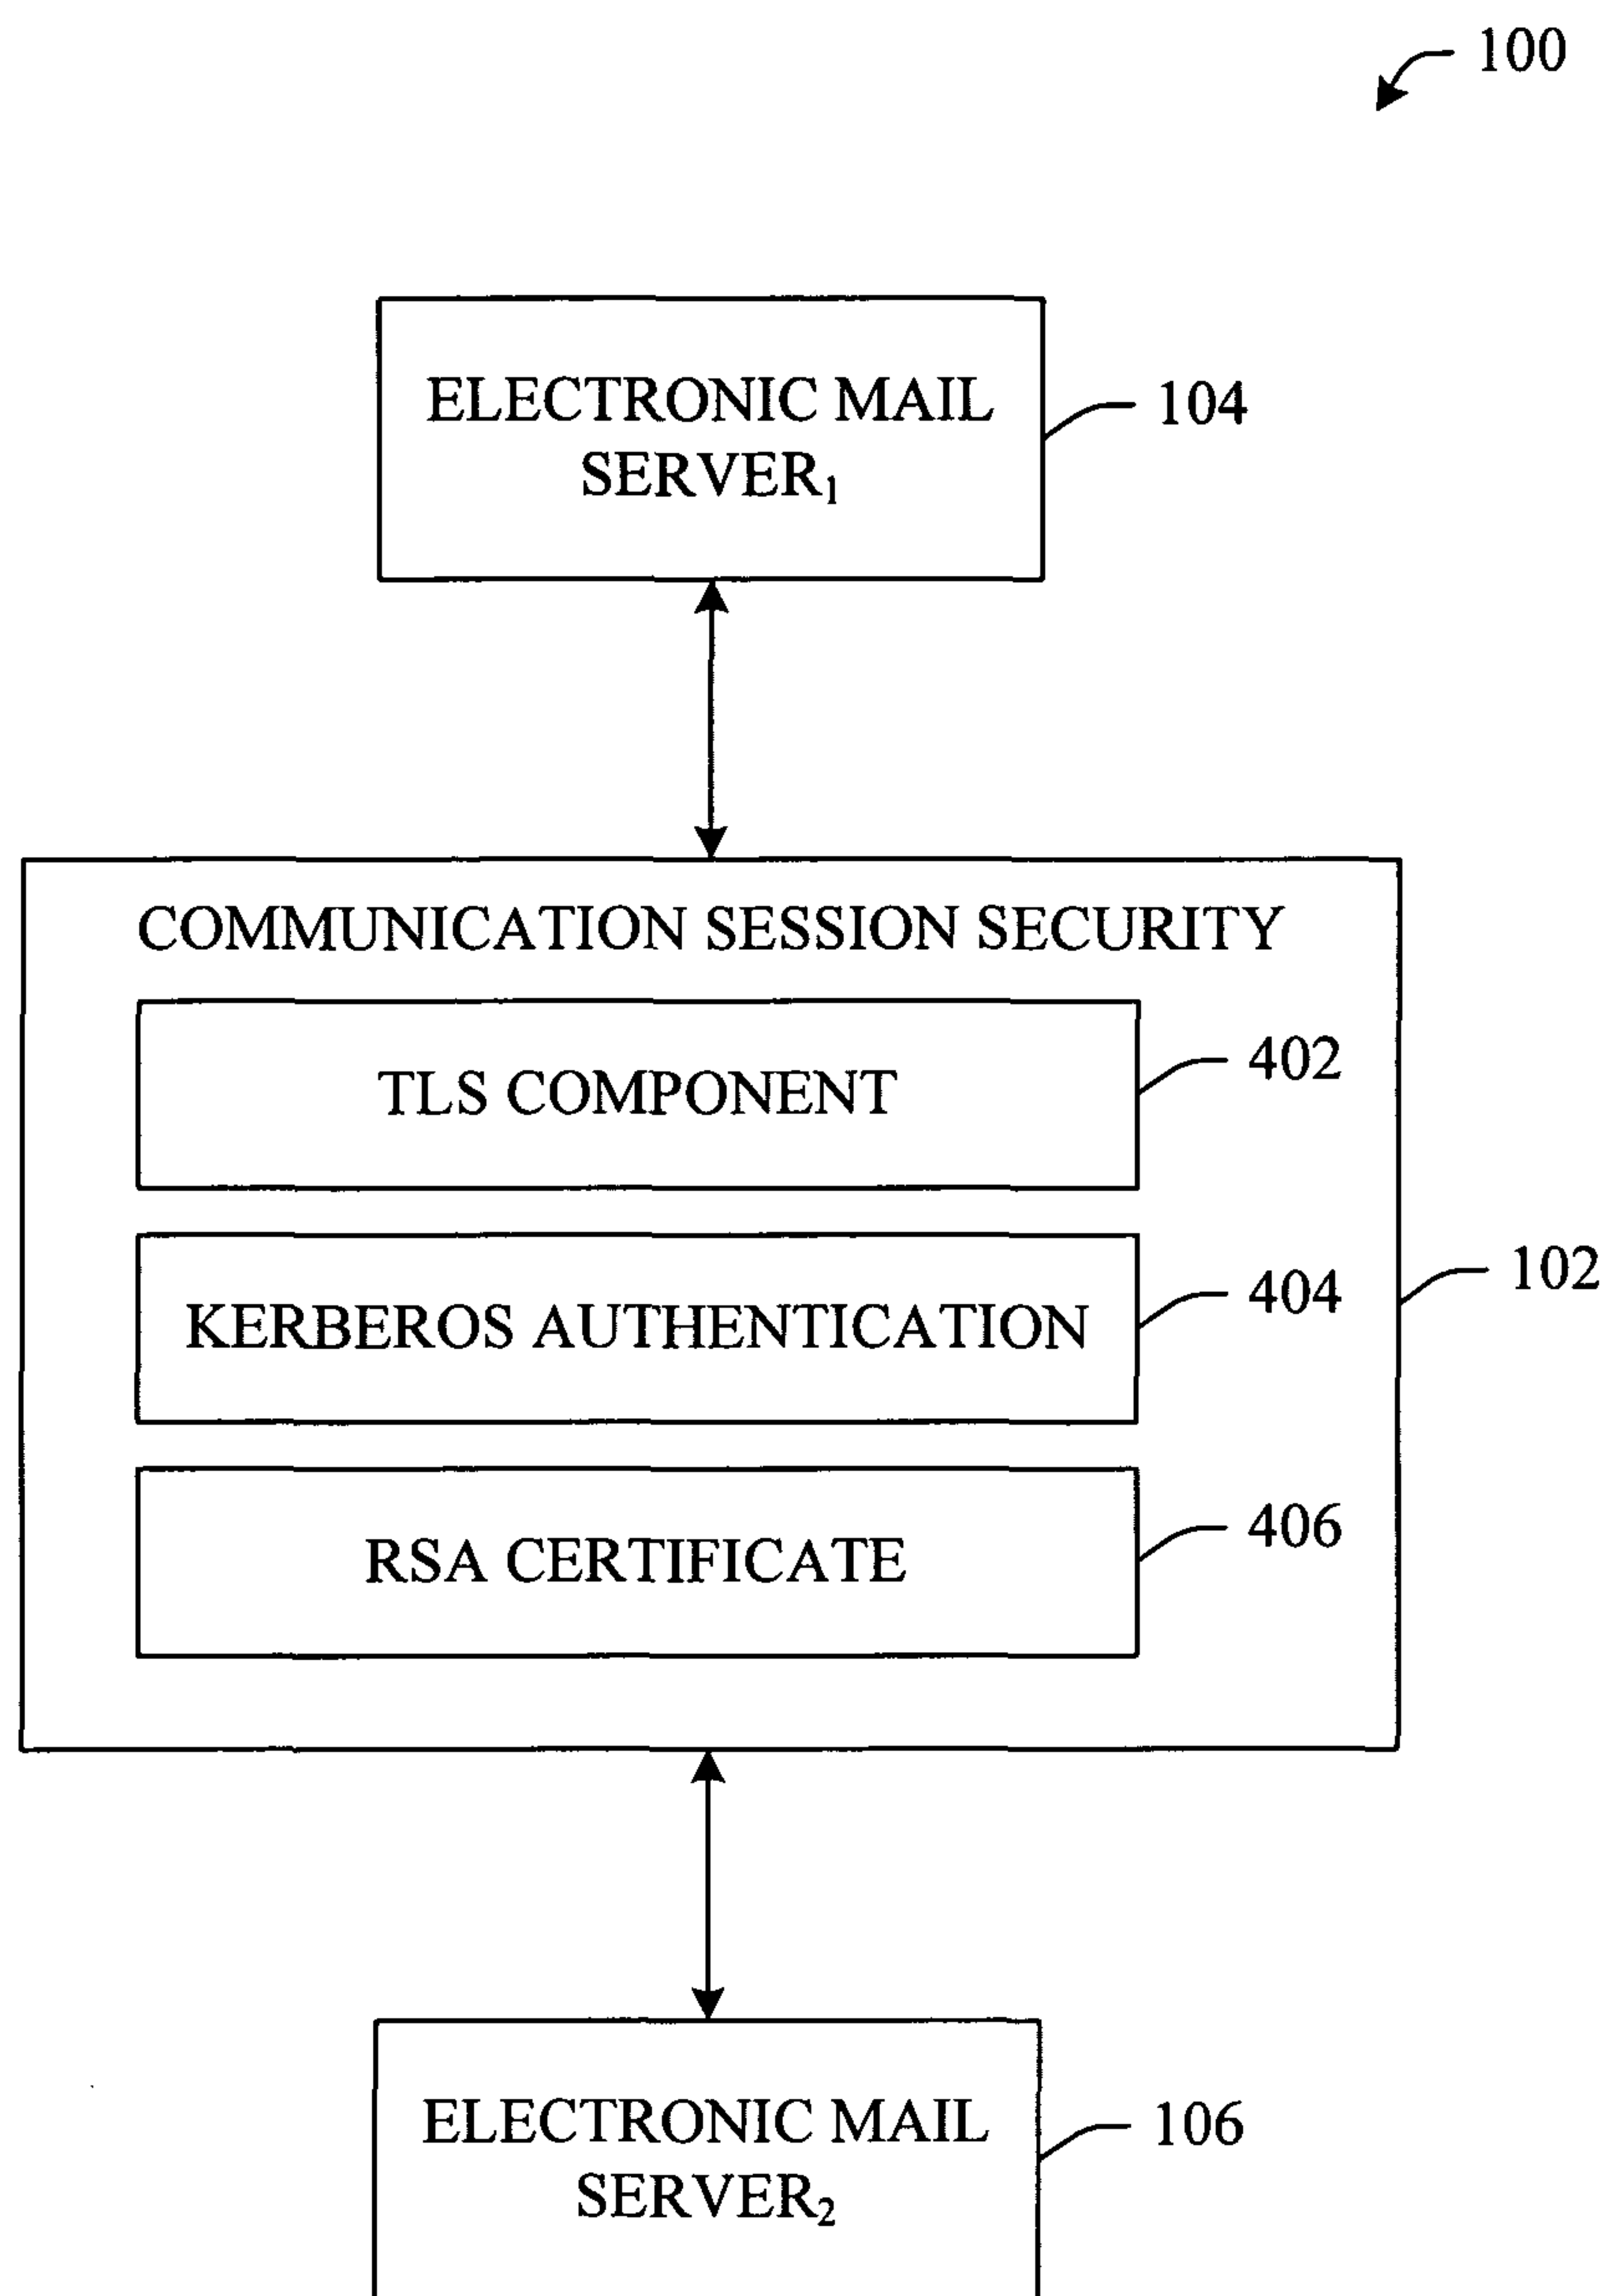 100
ELECTRONIC MAIL
SERVER₁
104
COMMUNICATION SESSION SECURITY
TLS COMPONENT
402
KERBEROS AUTHENTICATION
404
102
RSA CERTIFICATE
406
ELECTRONIC MAIL
SERVER₂
106